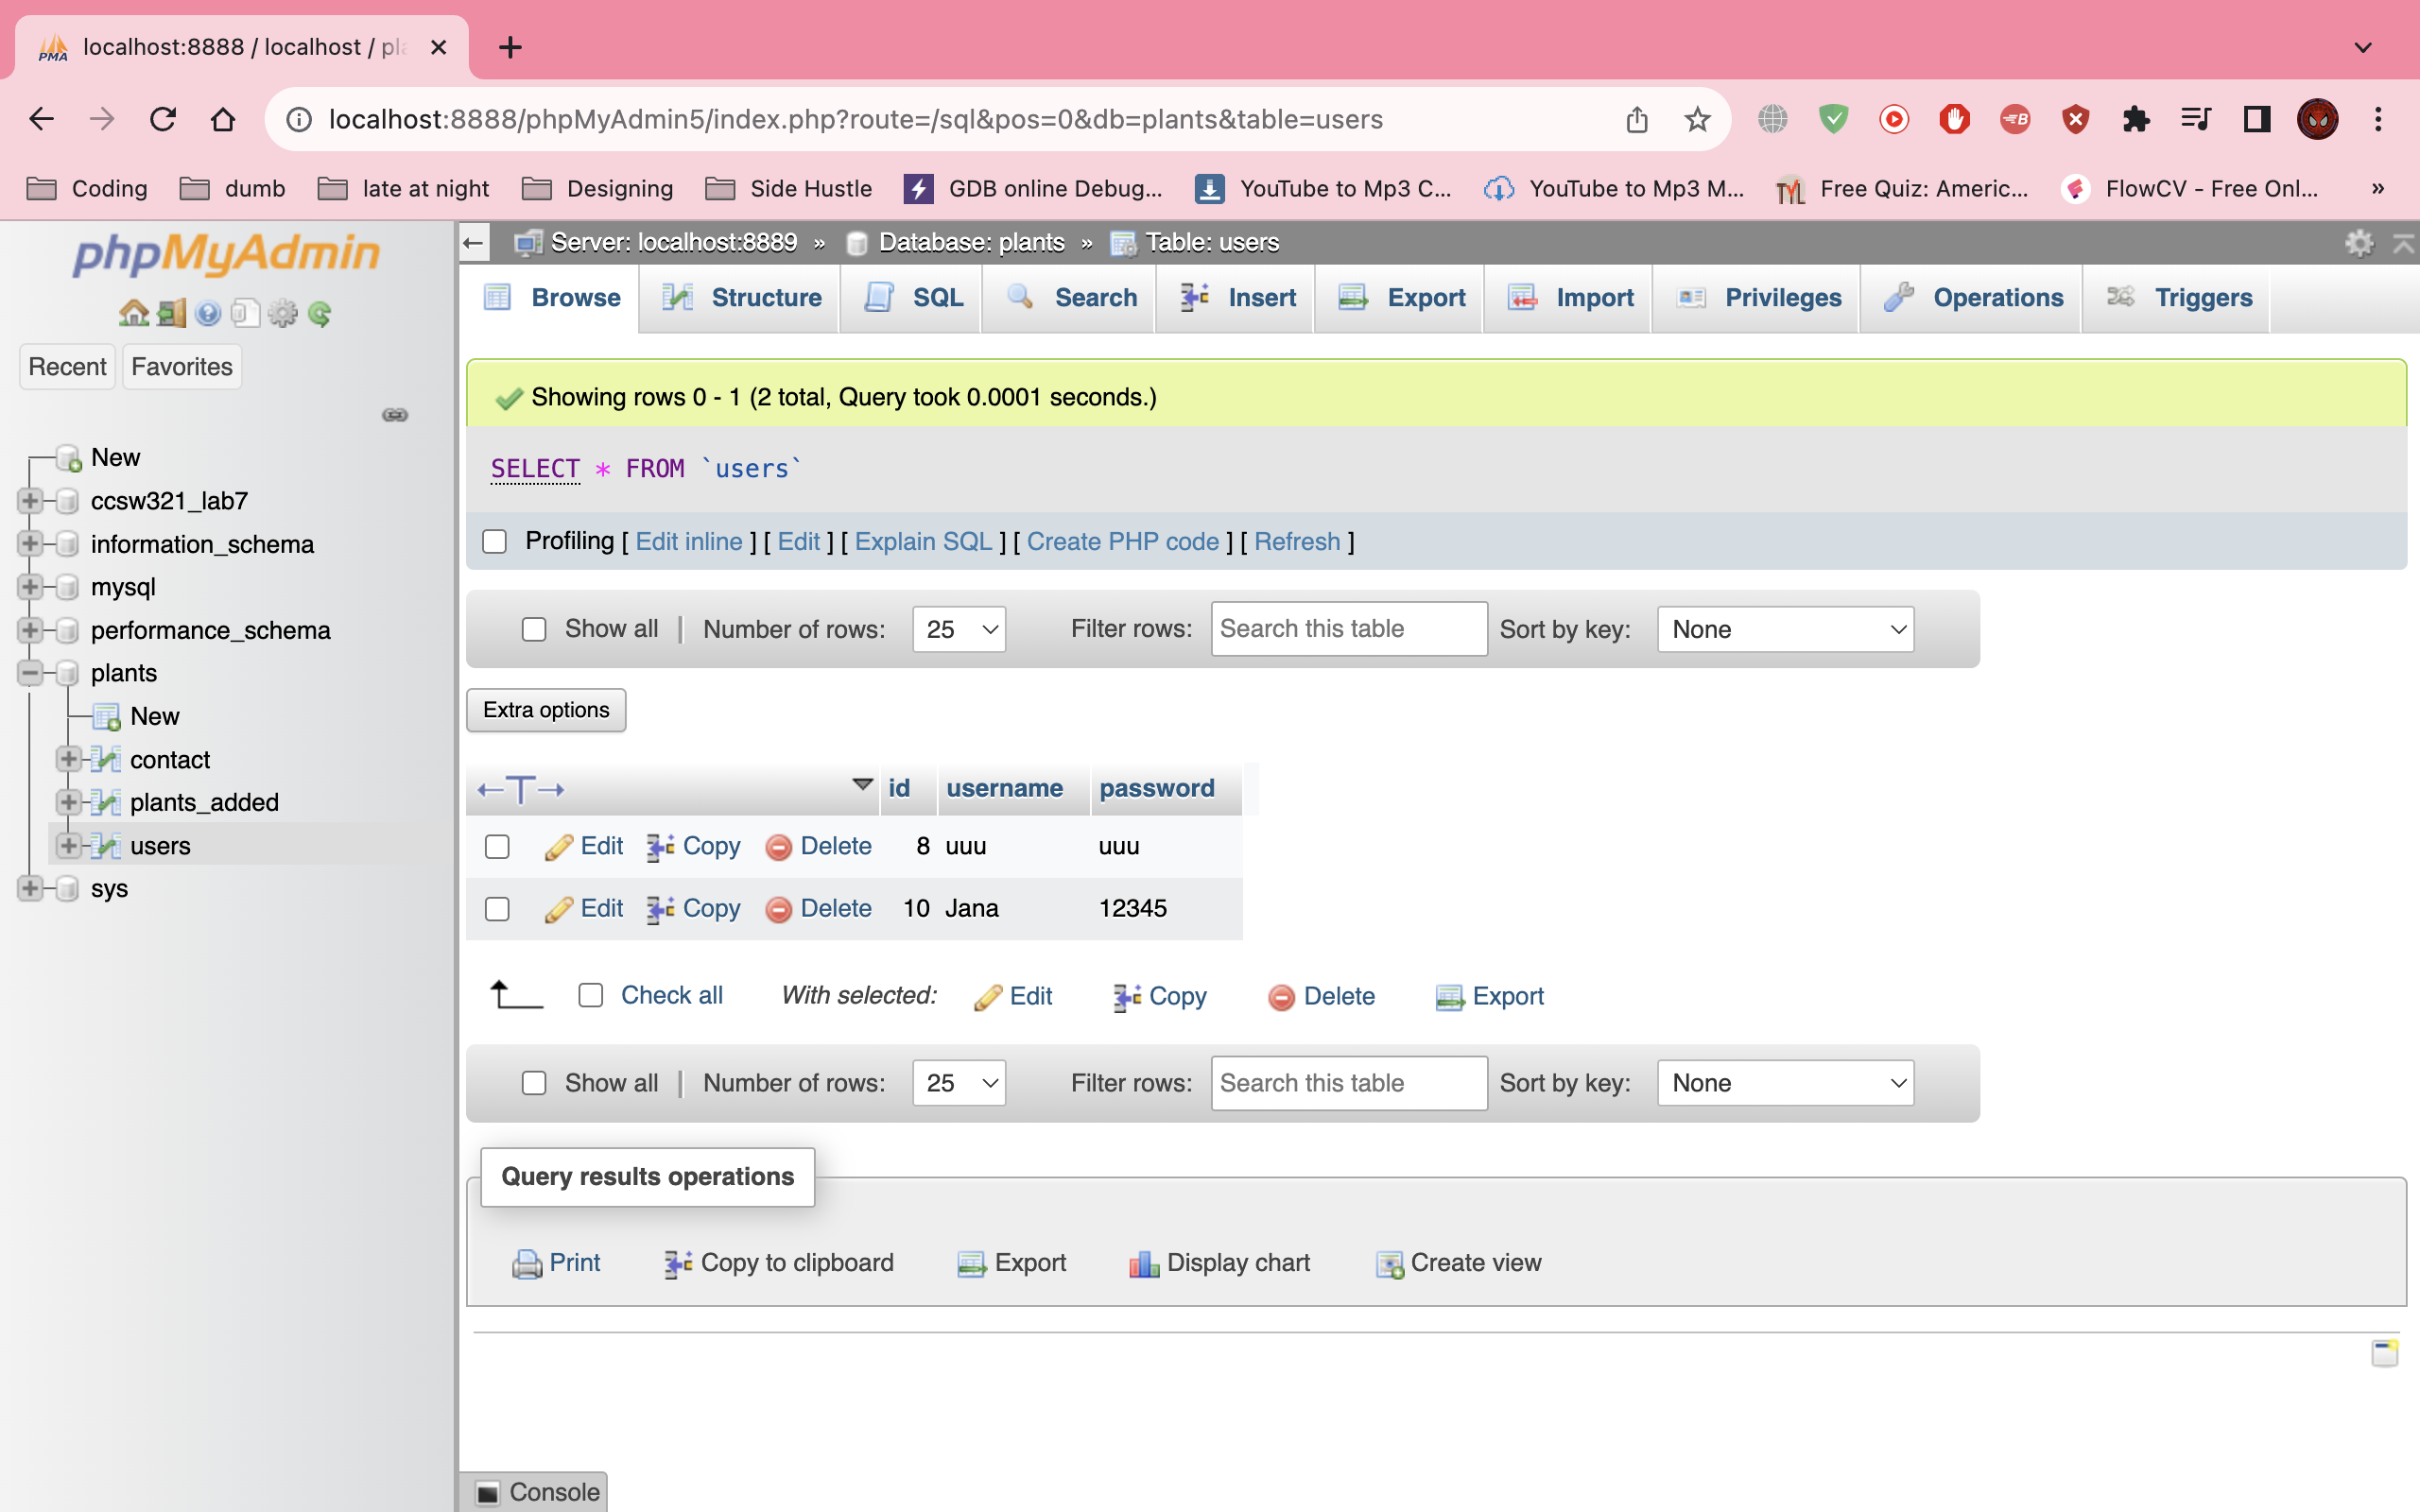 PMA localhost:8888 / localhost / pla
localhost:8888/phpMyAdmin5/index.php?route=/sql&pos=0&db=plants&table=users
Coding dumb late at night Designing Side Hustle GDB online Debug... YouTube to Mp3 C... YouTube to Mp3 M... Free Quiz: Americ... FlowCV - Free Onl... »
phpMyAdmin
Recent Favorites
New
ccsw321_lab7
information_schema
mysql
performance_schema
plants
New
contact
plants_added
users
sys
Server: localhost:8889 » Database: plants » Table: users
Browse Structure SQL Search Insert Export Import Privileges Operations Triggers
Showing rows 0 - 1 (2 total, Query took 0.0001 seconds.)
SELECT * FROM `users`
Profiling [ Edit inline ] [ Edit ] [ Explain SQL ] [ Create PHP code ] [ Refresh ]
Show all | Number of rows: 25 Filter rows: Search this table Sort by key: None
Extra options
←T→ id username password
Edit Copy Delete 8 uuu uuu
Edit Copy Delete 10 Jana 12345
Check all With selected: Edit Copy Delete Export
Show all | Number of rows: 25 Filter rows: Search this table Sort by key: None
Query results operations
Print Copy to clipboard Export Display chart Create view
Console